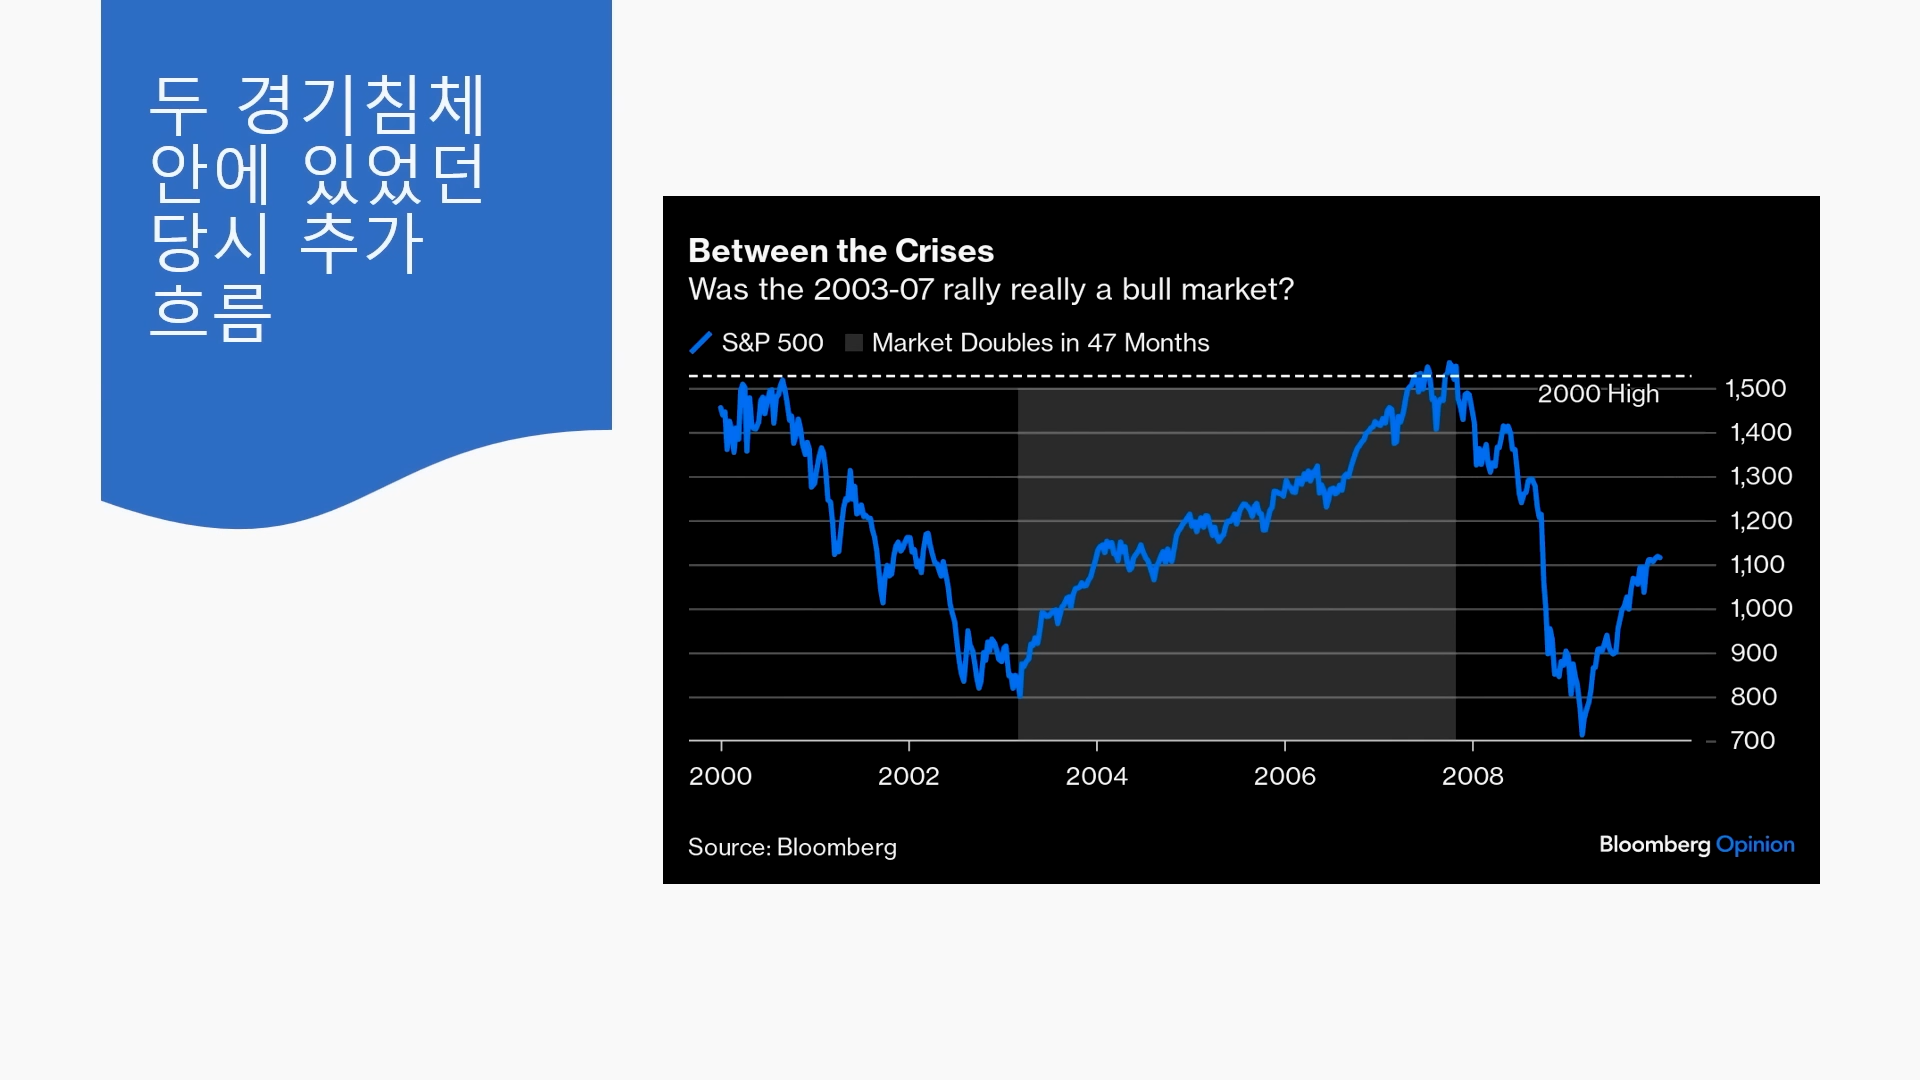 두 경기침체
안에 있었던
당시 추가
흐름
Between the Crises
Was the 2003-07 rally really a bull market?
S&P 500 Market Doubles in 47 Months
2000 High
1,500
1,400
1,300
1,200
1,100
1,000
900
800
700
2000 2002 2004 2006 2008
Source: Bloomberg
Bloomberg Opinion